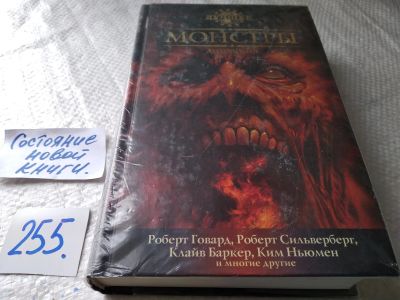 МОНСТРЫ
Состояние
новой
книги.
255.
Роберт Говард, Роберт Сильверберг,
Клайв Баркер, Ким Ньюмен
и многие другие